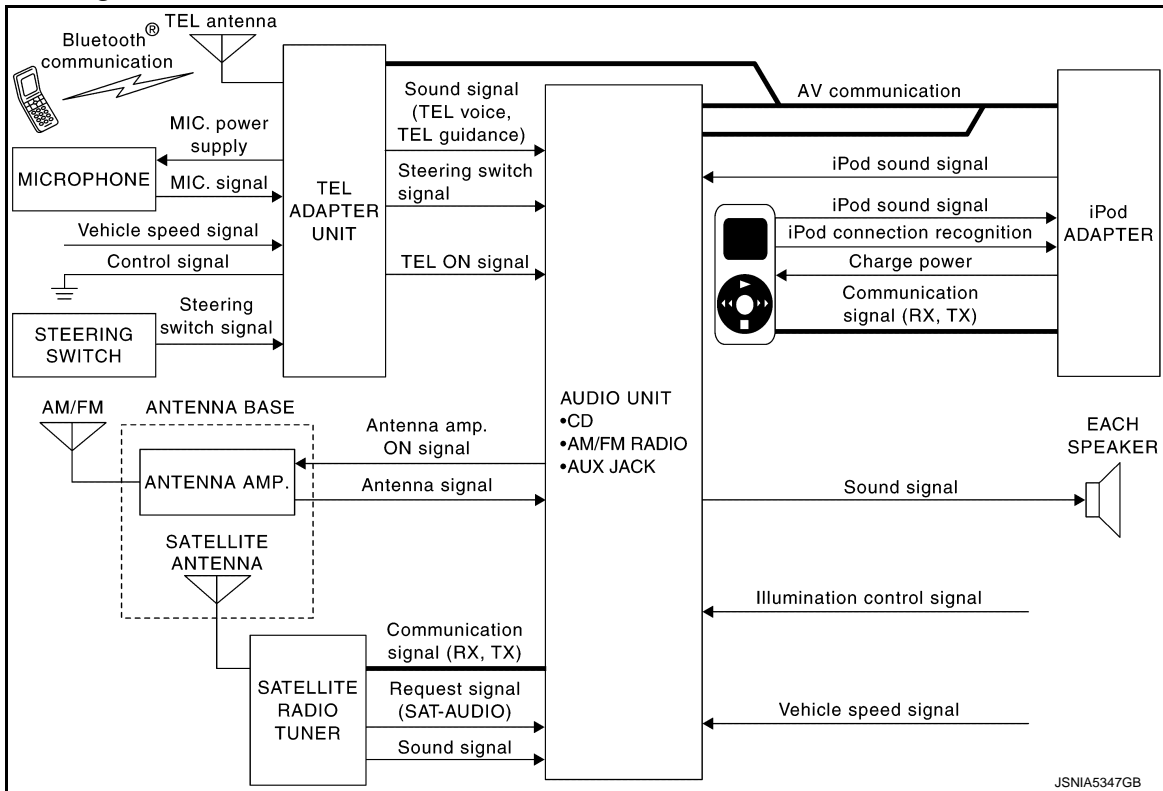 Bluetooth®
communication
TEL antenna
MICROPHONE
MIC. power
supply
MIC. signal
Vehicle speed signal
Control signal
STEERING
SWITCH
Steering
switch signal
TEL
ADAPTER
UNIT
Sound signal
(TEL voice,
TEL guidance)
Steering switch
signal
TEL ON signal
AM/FM
ANTENNA BASE
ANTENNA AMP.
Antenna amp.
ON signal
Antenna signal
SATELLITE
ANTENNA
SATELLITE
RADIO
TUNER
Communication
signal (RX, TX)
Request signal
(SAT-AUDIO)
Sound signal
AUDIO UNIT
•CD
•AM/FM RADIO
•AUX JACK
AV communication
iPod sound signal
iPod sound signal
iPod connection recognition
Charge power
Communication
signal (RX, TX)
iPod
ADAPTER
EACH
SPEAKER
Sound signal
Illumination control signal
Vehicle speed signal
JSNIA5347GB